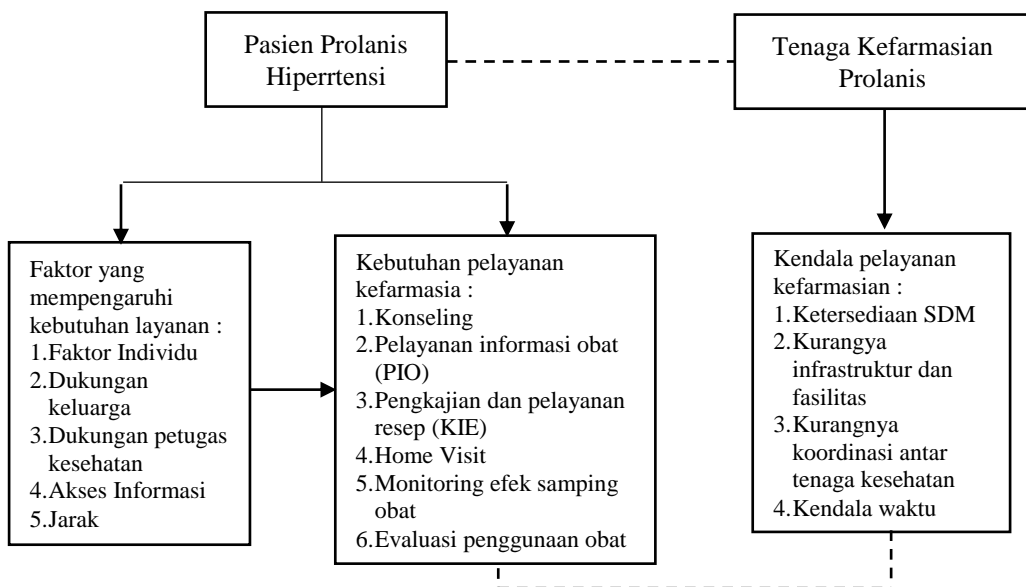 Pasien Prolanis
Hiperrtensi
Tenaga Kefarmasian
Prolanis
Faktor yang
mempengaruhi
kebutuhan layanan :
1.Faktor Individu
2.Dukungan
keluarga
3.Dukungan petugas
kesehatan
4.Akses Informasi
5.Jarak
Kebutuhan pelayanan
kefarmasia :
1.Konseling
2.Pelayanan informasi obat
(PIO)
3.Pengkajian dan pelayanan
resep (KIE)
4.Home Visit
5.Monitoring efek samping
obat
6.Evaluasi penggunaan obat
Kendala pelayanan
kefarmasian :
1.Ketersediaan SDM
2.Kurangya
infrastruktur dan
fasilitas
3.Kurangnya
koordinasi antar
tenaga kesehatan
4.Kendala waktu